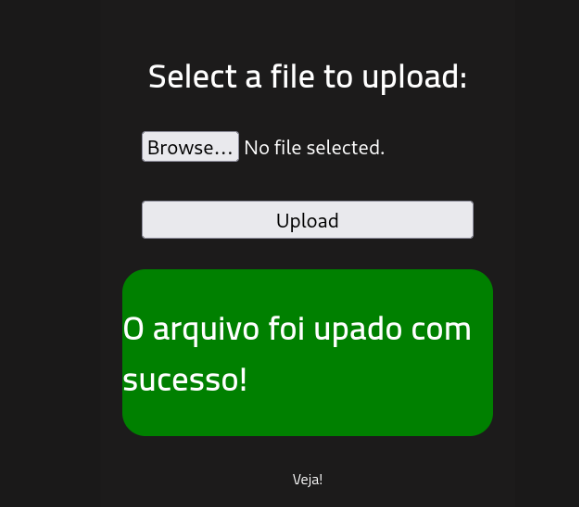 Select a file to upload:
Browse... No file selected.
Upload
O arquivo foi upado com
sucesso!
Veja!